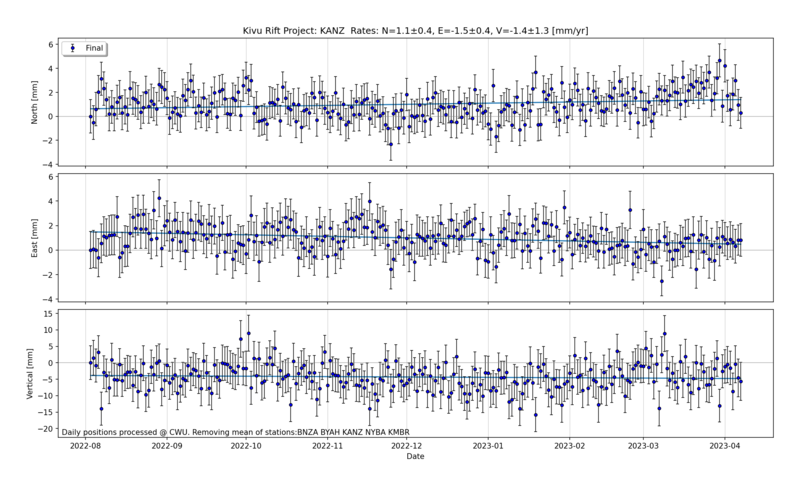 Kivu Rift Project: KANZ Rates: N=1.1±0.4, E=-1.5±0.4, V=-1.4±1.3 [mm/yr]
Final
North [mm]
6
4
2
0
−2
−4
East [mm]
6
4
2
0
−2
−4
Vertical [mm]
15
10
5
0
−5
−10
−15
−20
Daily positions processed @ CWU. Removing mean of stations:BNZA BYAH KANZ NYBA KMBR
2022-08 2022-09 2022-10 2022-11 2022-12 2023-01 2023-02 2023-03 2023-04
Date